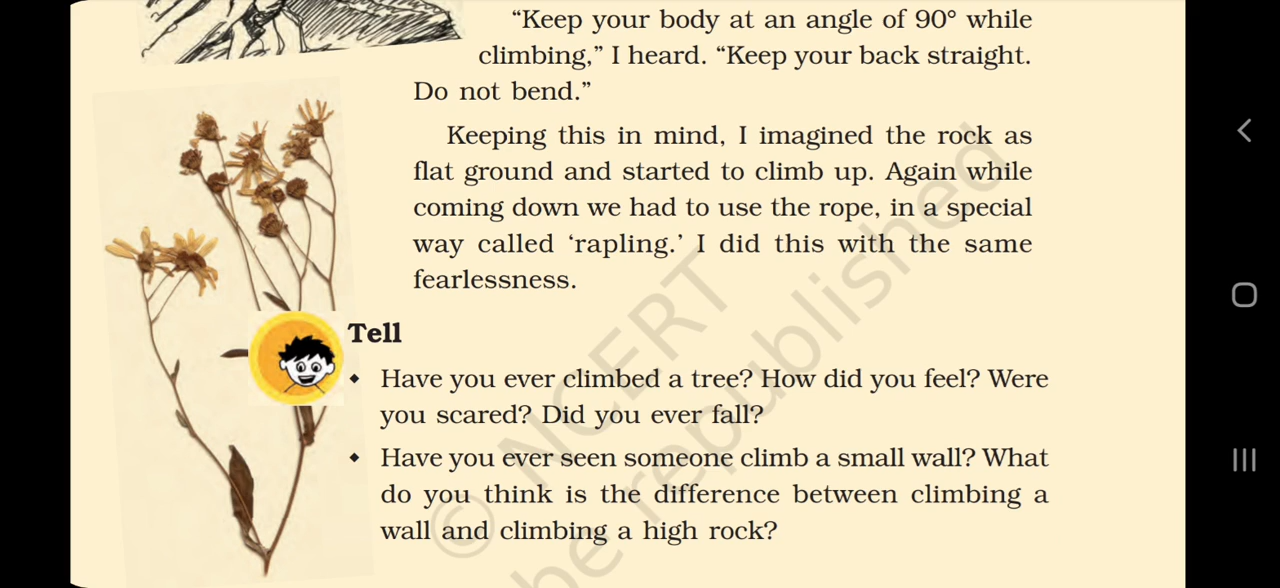 “Keep your body at an angle of 90° while
climbing,” I heard. “Keep your back straight.
Do not bend.”
Keeping this in mind, I imagined the rock as
flat ground and started to climb up. Again while
coming down we had to use the rope, in a special
way called ‘rapling.’ I did this with the same
fearlessness.
Tell
◆ Have you ever climbed a tree? How did you feel? Were
you scared? Did you ever fall?
◆ Have you ever seen someone climb a small wall? What
do you think is the difference between climbing a
wall and climbing a high rock?
© NCERT
be republished